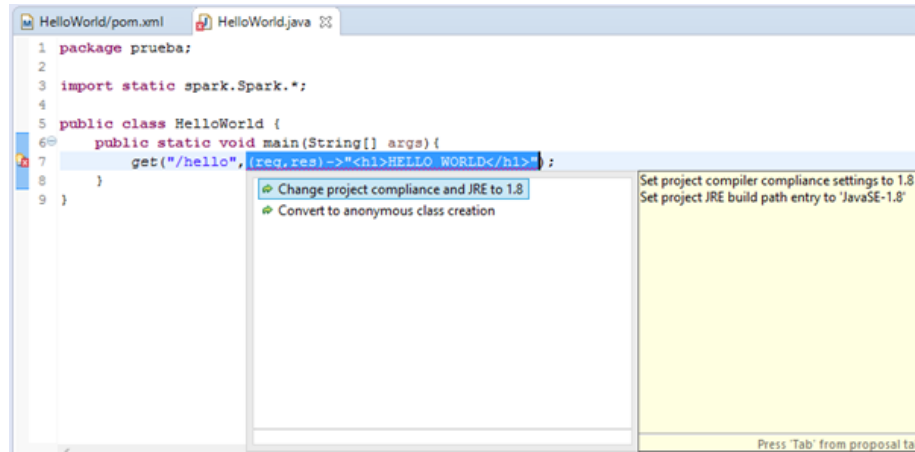 HelloWorld/pom.xml HelloWorld.java
1 package prueba;
2
3 import static spark.Spark.*;
4
5 public class HelloWorld {
6 public static void main(String[] args){
7 get("/hello",(req,res)->"<h1>HELLO WORLD</h1>");
8 }
9 }
Change project compliance and JRE to 1.8
Convert to anonymous class creation
Set project compiler compliance settings to 1.8
Set project JRE build path entry to 'JavaSE-1.8'
Press 'Tab' from proposal ta